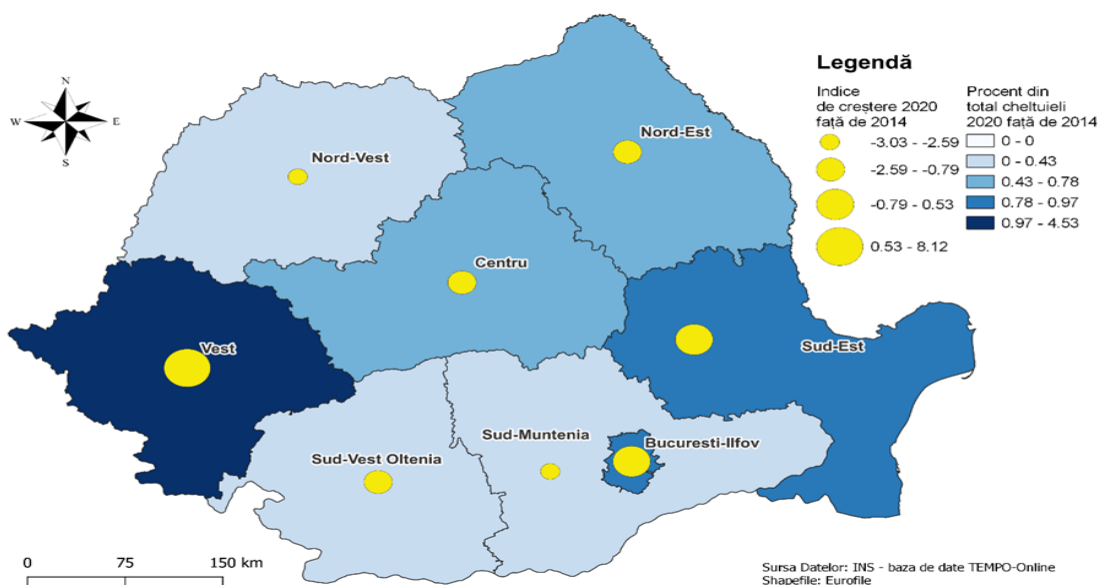 N
W E
S
Nord-Vest
Nord-Est
Centru
Vest
Sud-Est
Sud-Muntenia
Bucuresti-Ilfov
Sud-Vest Oltenia
Legendă
Indice
de creștere 2020
față de 2014
-3.03 - -2.59
-2.59 - -0.79
-0.79 - 0.53
0.53 - 8.12
Procent din
total cheltuieli
2020 față de 2014
0 - 0
0 - 0.43
0.43 - 0.78
0.78 - 0.97
0.97 - 4.53
0 75 150 km
Sursa Datelor: INS - baza de date TEMPO-Online
Shapefile: Eurofile